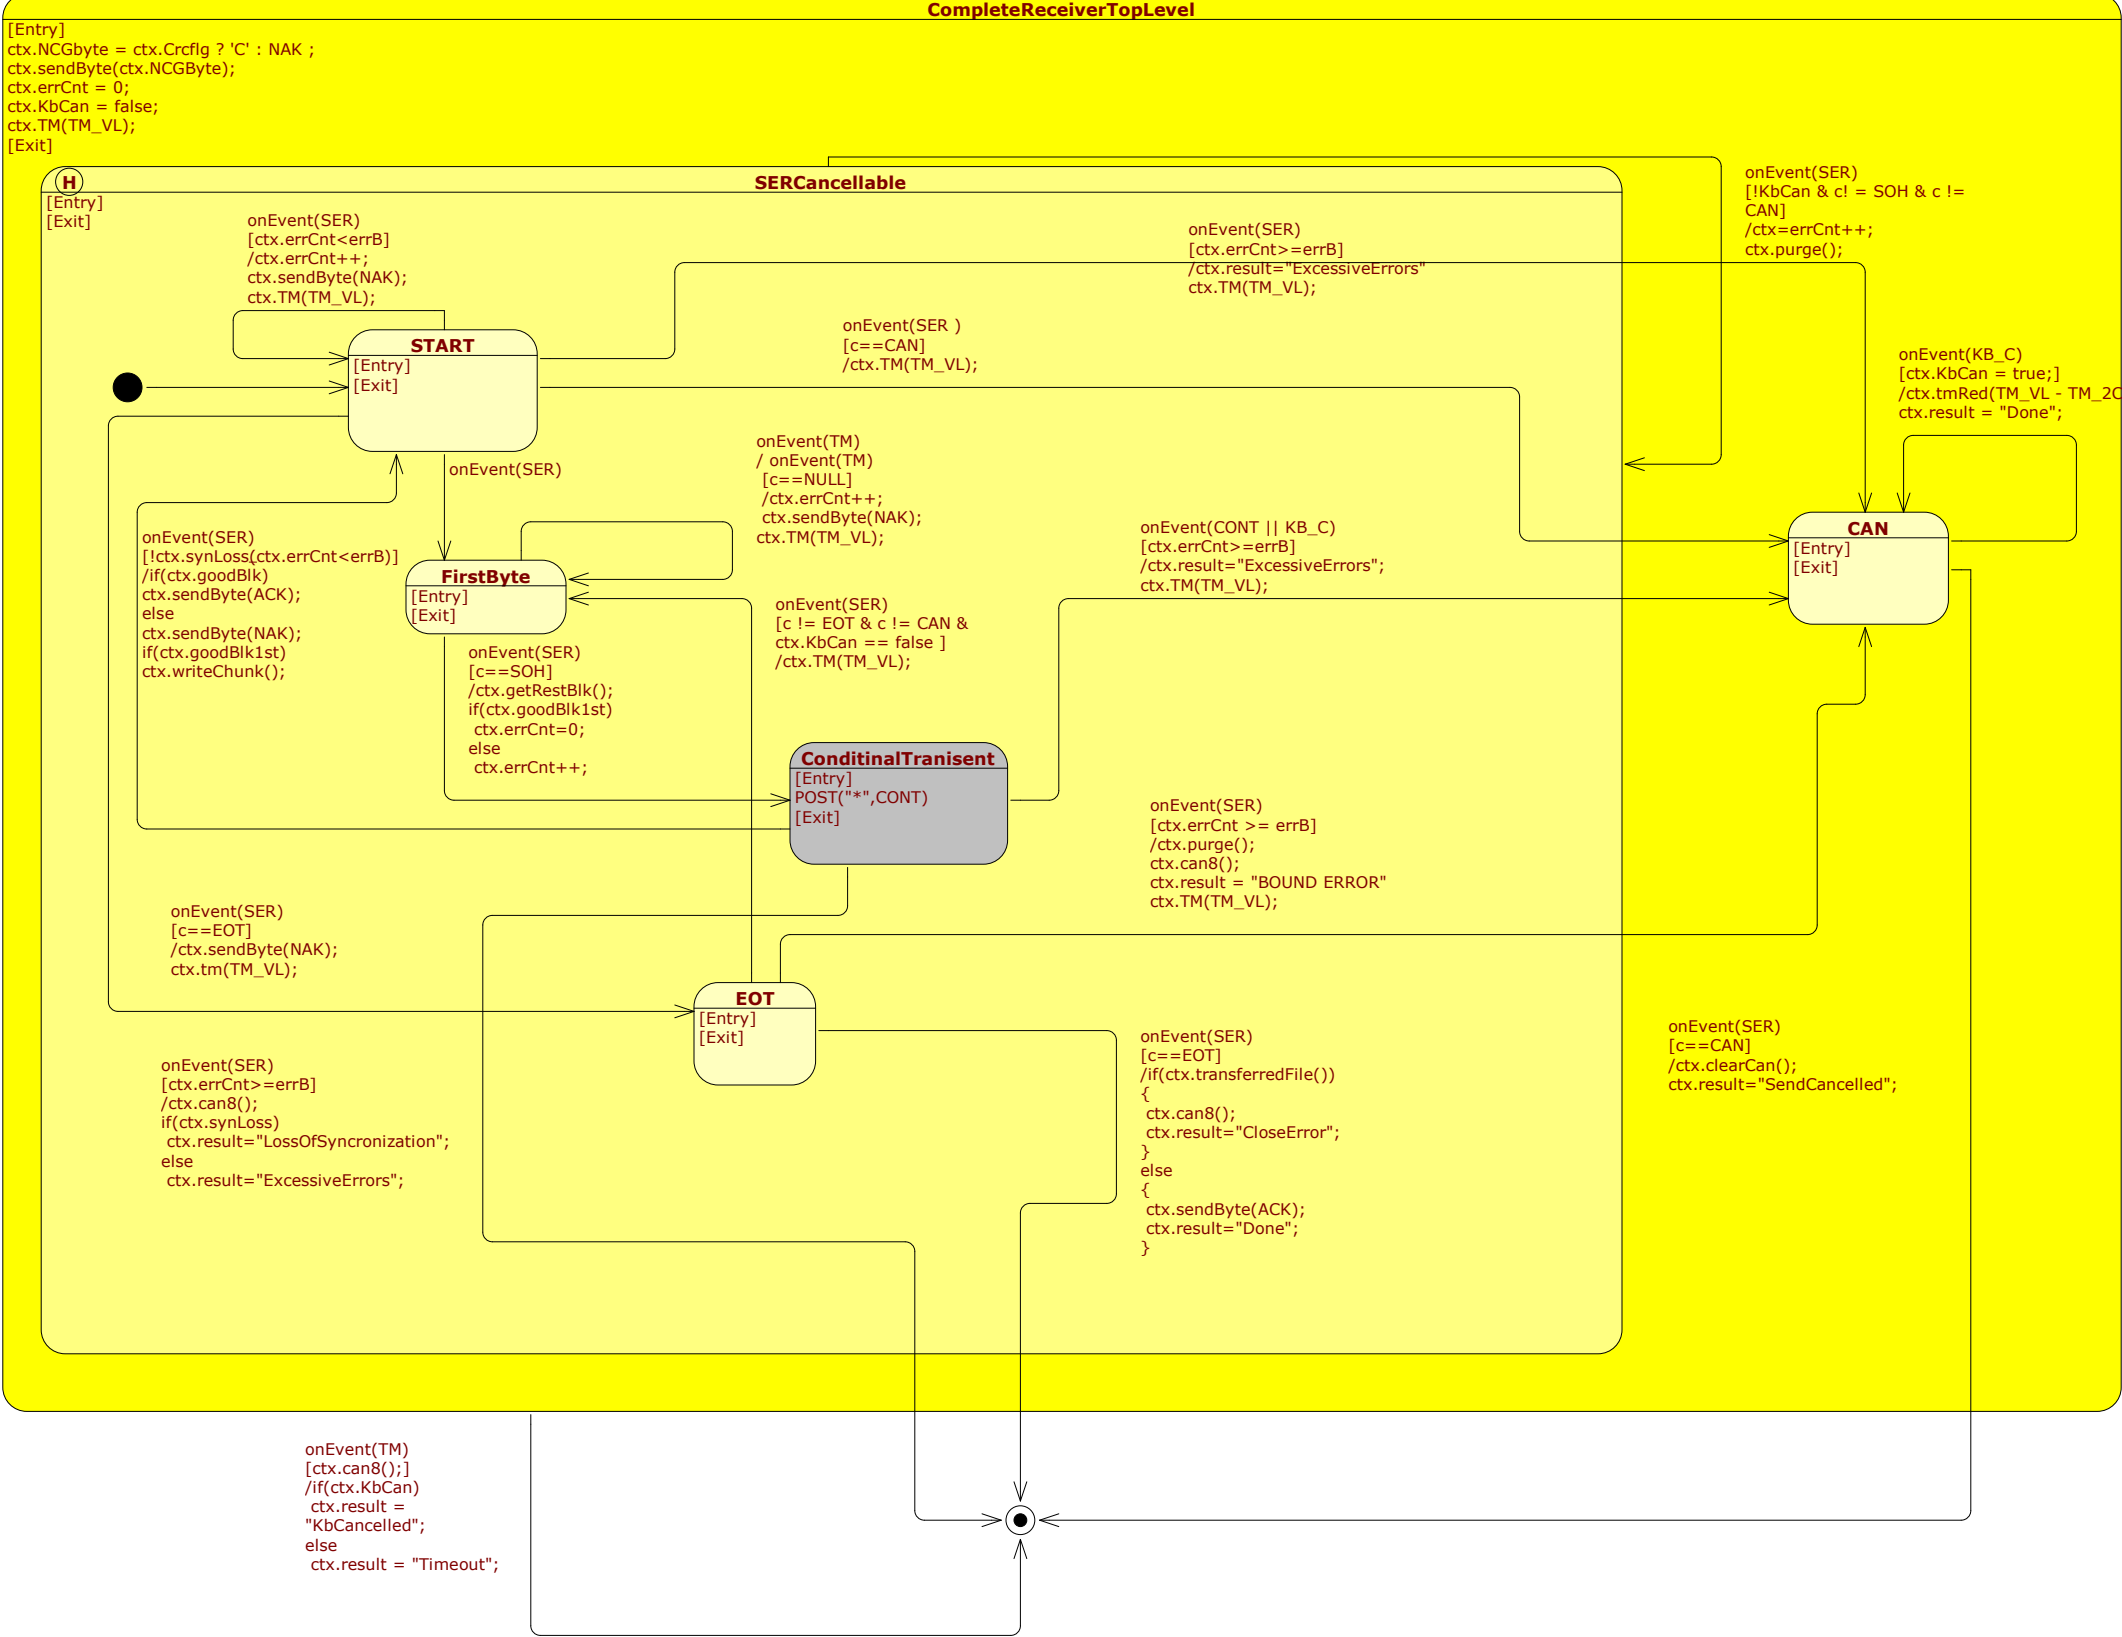 CompleteReceiverTopLevel
[Entry]
ctx.NCGbyte = ctx.Crcflg ? 'C' : NAK ;
ctx.sendByte(ctx.NCGByte);
ctx.errCnt = 0;
ctx.KbCan = false;
ctx.TM(TM_VL);
[Exit]
H
SERCancellable
[Entry]
[Exit]
onEvent(SER)
[ctx.errCnt<errB]
/ctx.errCnt++;
ctx.sendByte(NAK);
ctx.TM(TM_VL);
onEvent(SER)
[ctx.errCnt>=errB]
/ctx.result="ExcessiveErrors"
ctx.TM(TM_VL);
onEvent(SER)
[!KbCan & c! = SOH & c !=
CAN]
/ctx=errCnt++;
ctx.purge();
START
[Entry]
[Exit]
onEvent(SER )
[c==CAN]
/ctx.TM(TM_VL);
onEvent(KB_C)
[ctx.KbCan = true;]
/ctx.tmRed(TM_VL - TM_2C
ctx.result = "Done";
onEvent(SER)
onEvent(TM)
/ onEvent(TM)
[c==NULL]
/ctx.errCnt++;
ctx.sendByte(NAK);
ctx.TM(TM_VL);
onEvent(SER)
[!ctx.synLoss(ctx.errCnt<errB)]
/if(ctx.goodBlk)
ctx.sendByte(ACK);
else
ctx.sendByte(NAK);
if(ctx.goodBlk1st)
ctx.writeChunk();
FirstByte
[Entry]
[Exit]
onEvent(CONT || KB_C)
[ctx.errCnt>=errB]
/ctx.result="ExcessiveErrors";
ctx.TM(TM_VL);
CAN
[Entry]
[Exit]
onEvent(SER)
[c != EOT & c != CAN &
ctx.KbCan == false ]
/ctx.TM(TM_VL);
onEvent(SER)
[c==SOH]
/ctx.getRestBlk();
if(ctx.goodBlk1st)
ctx.errCnt=0;
else
ctx.errCnt++;
ConditinalTranisent
[Entry]
POST("*",CONT)
[Exit]
onEvent(SER)
[ctx.errCnt >= errB]
/ctx.purge();
ctx.can8();
ctx.result = "BOUND ERROR"
ctx.TM(TM_VL);
onEvent(SER)
[c==EOT]
/ctx.sendByte(NAK);
ctx.tm(TM_VL);
EOT
[Entry]
[Exit]
onEvent(SER)
[c==CAN]
/ctx.clearCan();
ctx.result="SendCancelled";
onEvent(SER)
[ctx.errCnt>=errB]
/ctx.can8();
if(ctx.synLoss)
ctx.result="LossOfSyncronization";
else
ctx.result="ExcessiveErrors";
onEvent(SER)
[c==EOT]
/if(ctx.transferredFile())
{
ctx.can8();
ctx.result="CloseError";
}
else
{
ctx.sendByte(ACK);
ctx.result="Done";
}
onEvent(TM)
[ctx.can8();]
/if(ctx.KbCan)
ctx.result =
"KbCancelled";
else
ctx.result = "Timeout";